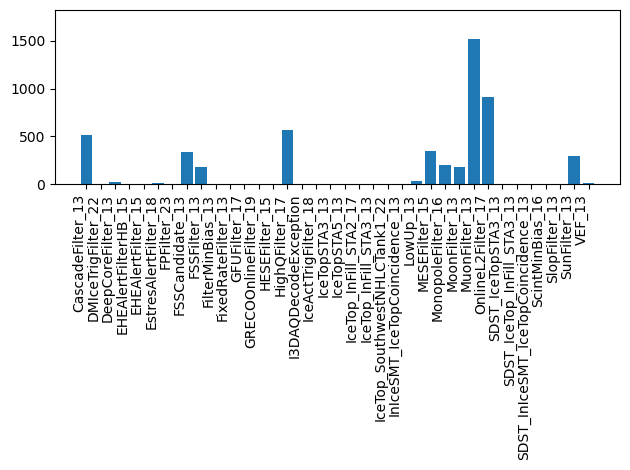 1500
1000
500
0
CascadeFilter_13
DMIceTrigFilter_22
DeepCoreFilter_13
EHEAlertFilterHB_15
EHEAlertFilter_15
EstresAlertFilter_18
FPFilter_23
FSSCandidate_13
FSSFilter_13
FilterMinBias_13
FixedRateFilter_13
GFUFilter_17
GRECOOnlineFilter_19
HESEFilter_15
HighQFilter_17
I3DAQDecodeException
IceActTrigFilter_18
IceTopSTA3_13
IceTopSTA5_13
IceTop_InFill_STA2_17
IceTop_InFill_STA3_13
IceTop_SouthwestNHLCTank1_22
InIceSMT_IceTopCoincidence_13
LowUp_13
MESEFilter_15
MonopoleFilter_16
MoonFilter_13
MuonFilter_13
OnlineL2Filter_17
SDST_IceTopSTA3_13
SDST_IceTop_InFill_STA3_13
SDST_InIceSMT_IceTopCoincidence_13
ScintMinBias_16
SlopFilter_13
SunFilter_13
VEF_13